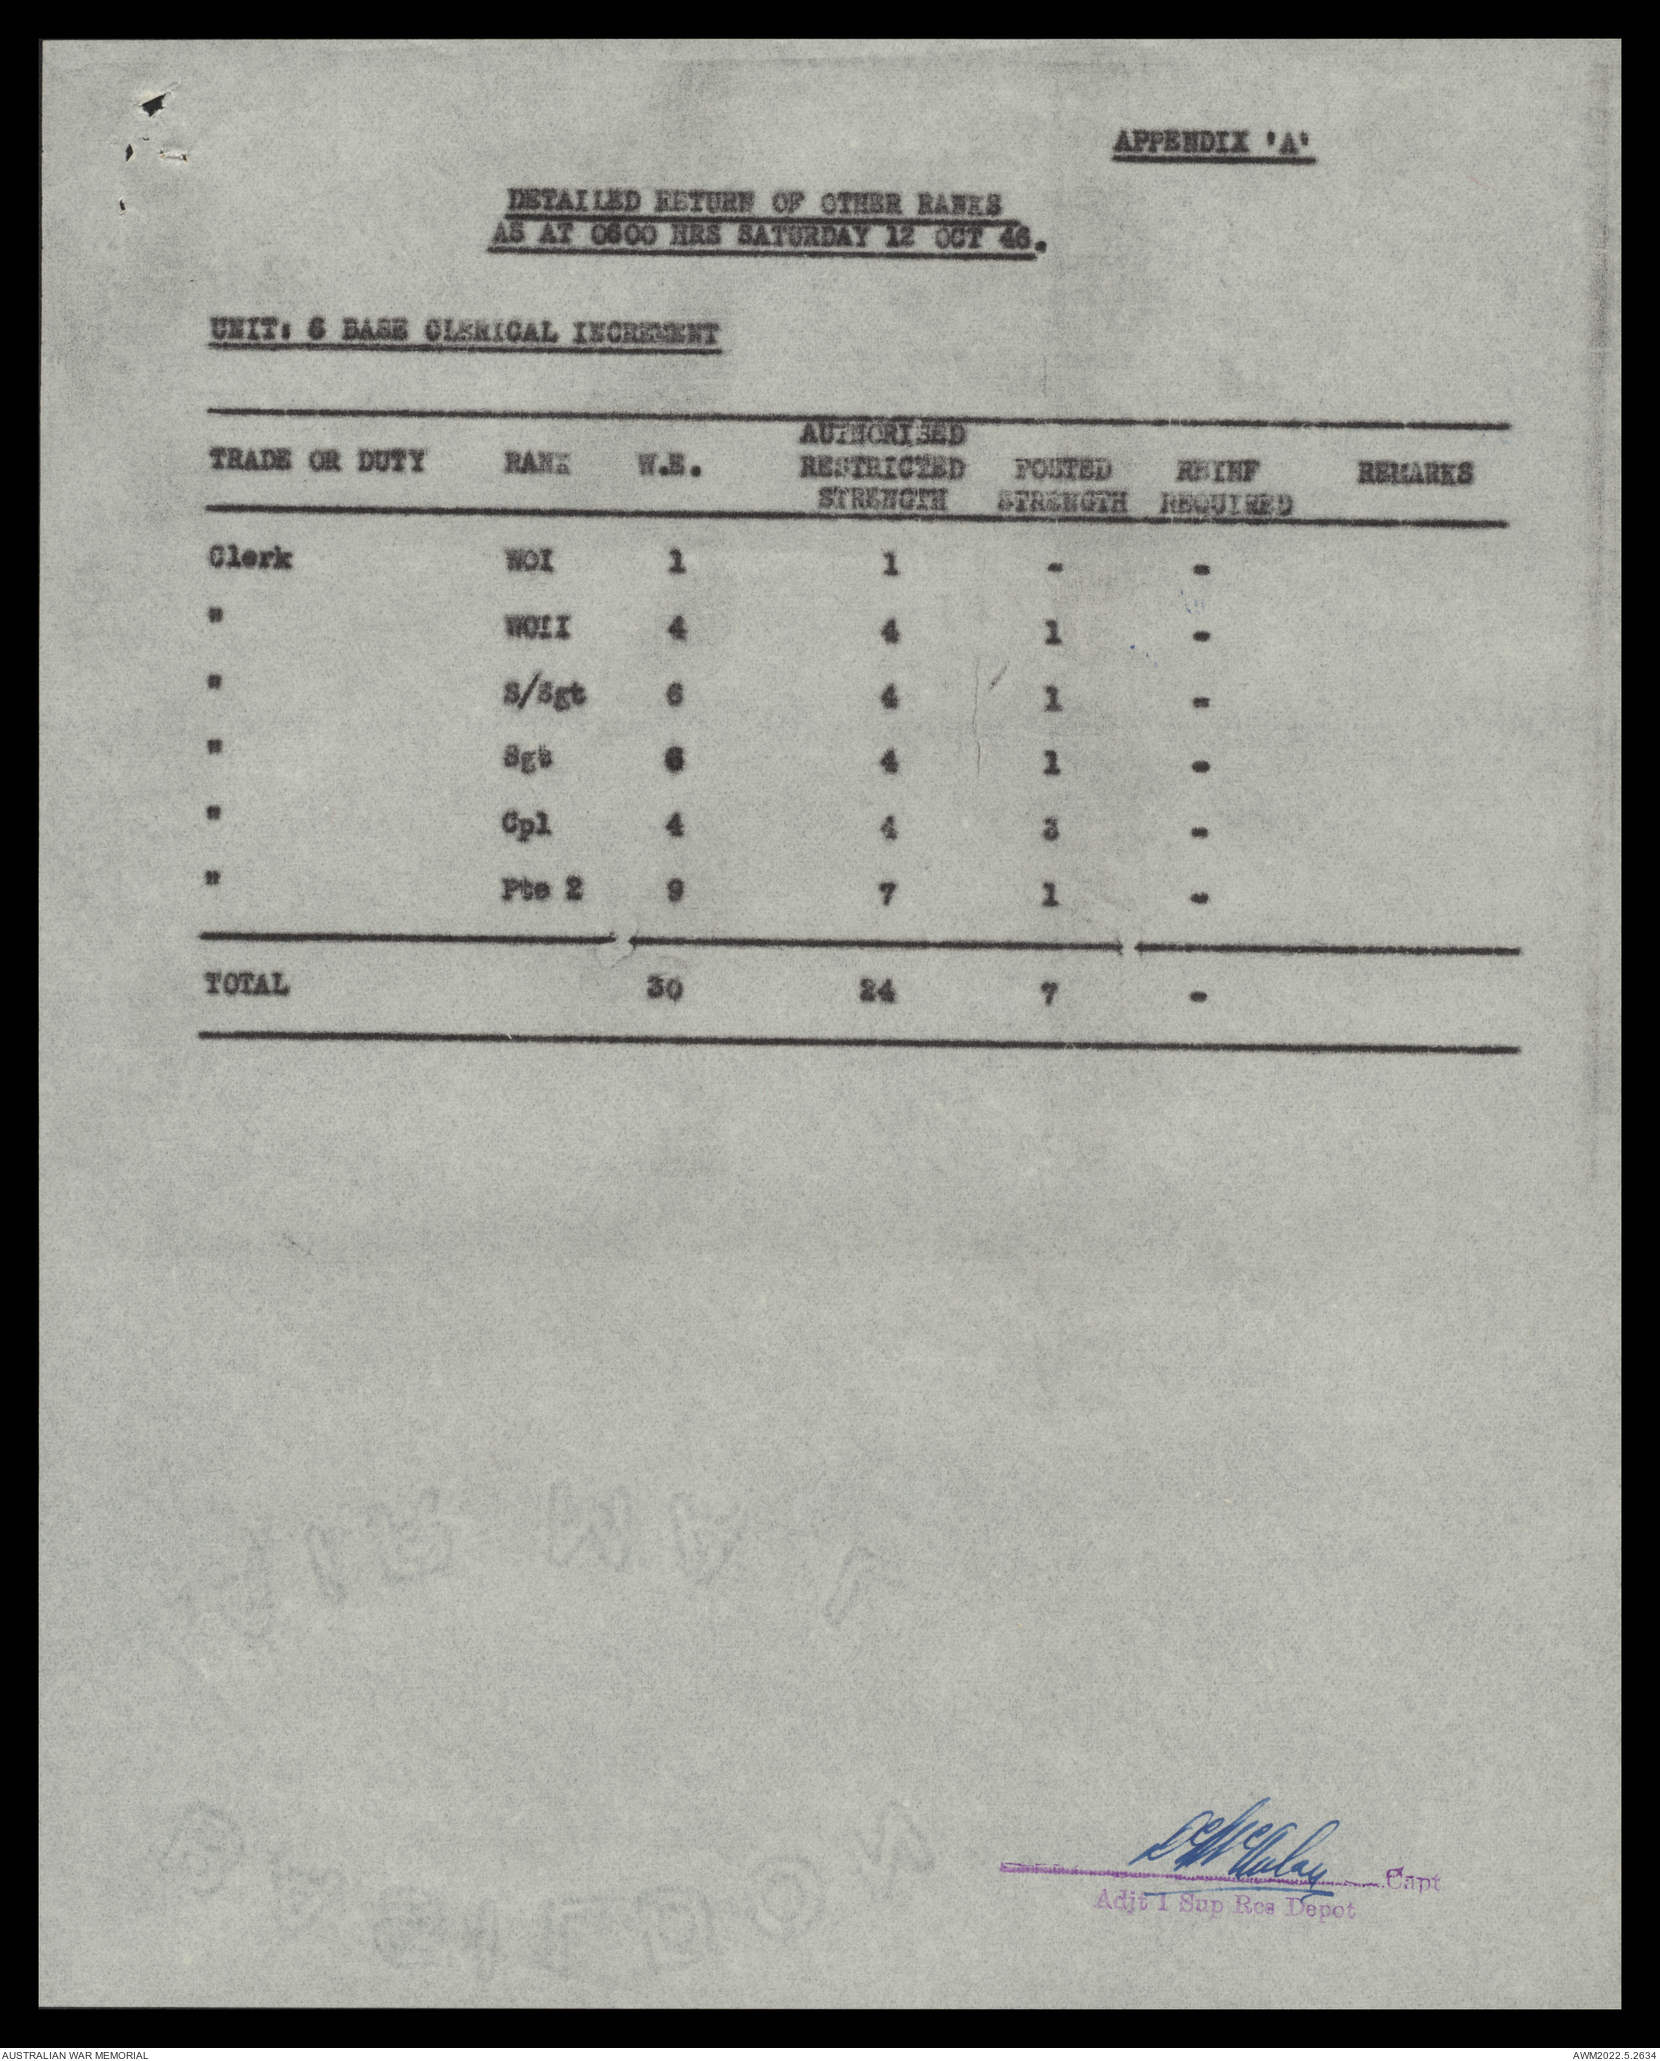 APPENDIX 'A'
DETAILED RETURN OF OTHER RANKS
AS AT 0600 HRS SATURDAY 12 OCT 46.
UNIT: 6 BASE CLERICAL INCREMENT
TRADE OR DUTY RANK W.E. AUTHORISED RESTRICTED STRENGTH POSTED STRENGTH REINF REQUIRED REMARKS
Clerk WOI 1 1 - -
" WOII 4 4 1 -
" S/Sgt 6 4 1 -
" Sgt 6 4 1 -
" Cpl 4 4 3 -
" Pte 2 9 7 1 -
TOTAL 30 24 7 -
Capt
Adjt 1 Sup Res Depot
AUSTRALIAN WAR MEMORIAL
AWM2022.5.2634